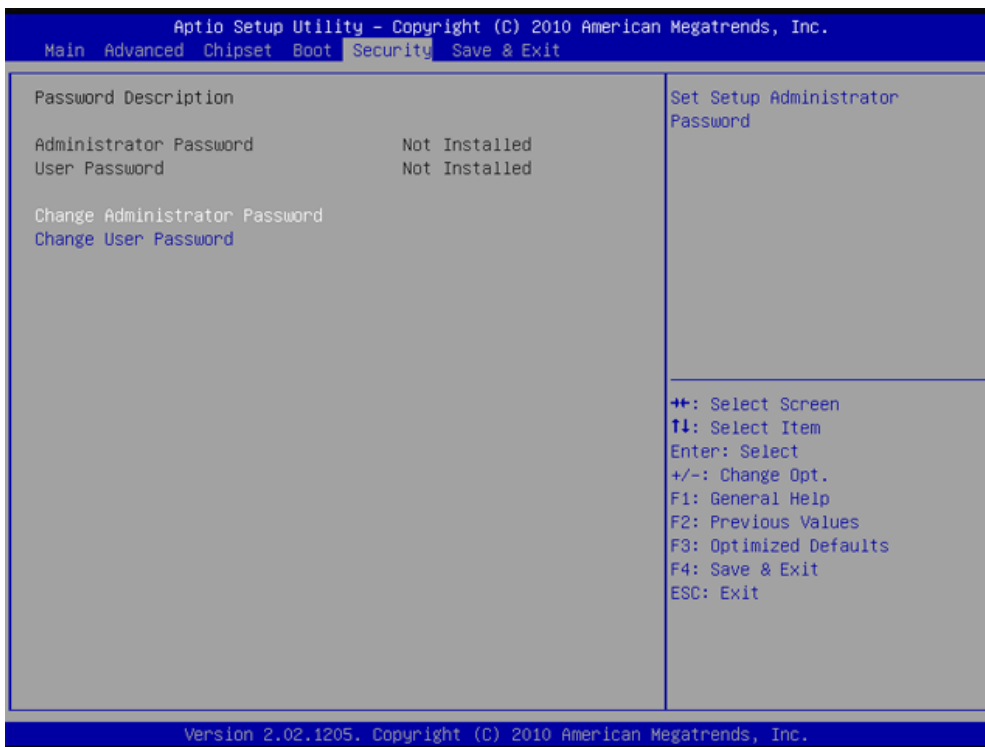 Aptio Setup Utility – Copyright (C) 2010 American Megatrends, Inc.
Main Advanced Chipset Boot Security Save & Exit
Password Description
Administrator Password Not Installed
User Password Not Installed
Change Administrator Password
Change User Password
Set Setup Administrator
Password
→←: Select Screen
↑↓: Select Item
Enter: Select
+/-: Change Opt.
F1: General Help
F2: Previous Values
F3: Optimized Defaults
F4: Save & Exit
ESC: Exit
Version 2.02.1205. Copyright (C) 2010 American Megatrends, Inc.